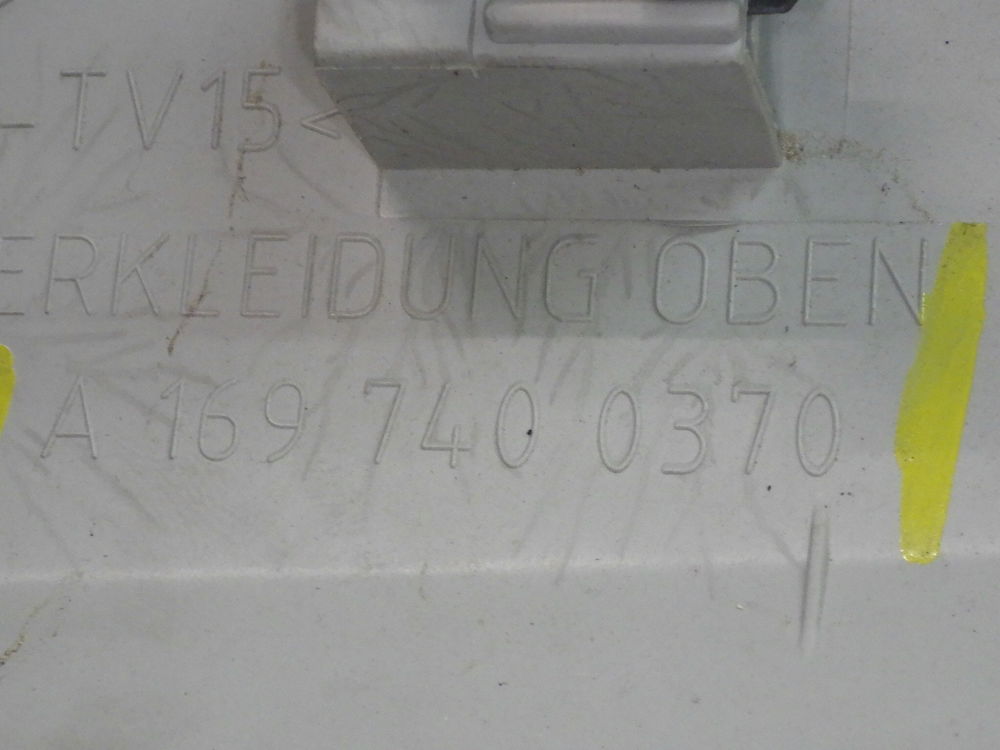 -TV15<
ERKLEIDUNG OBEN
A 169 740 0370